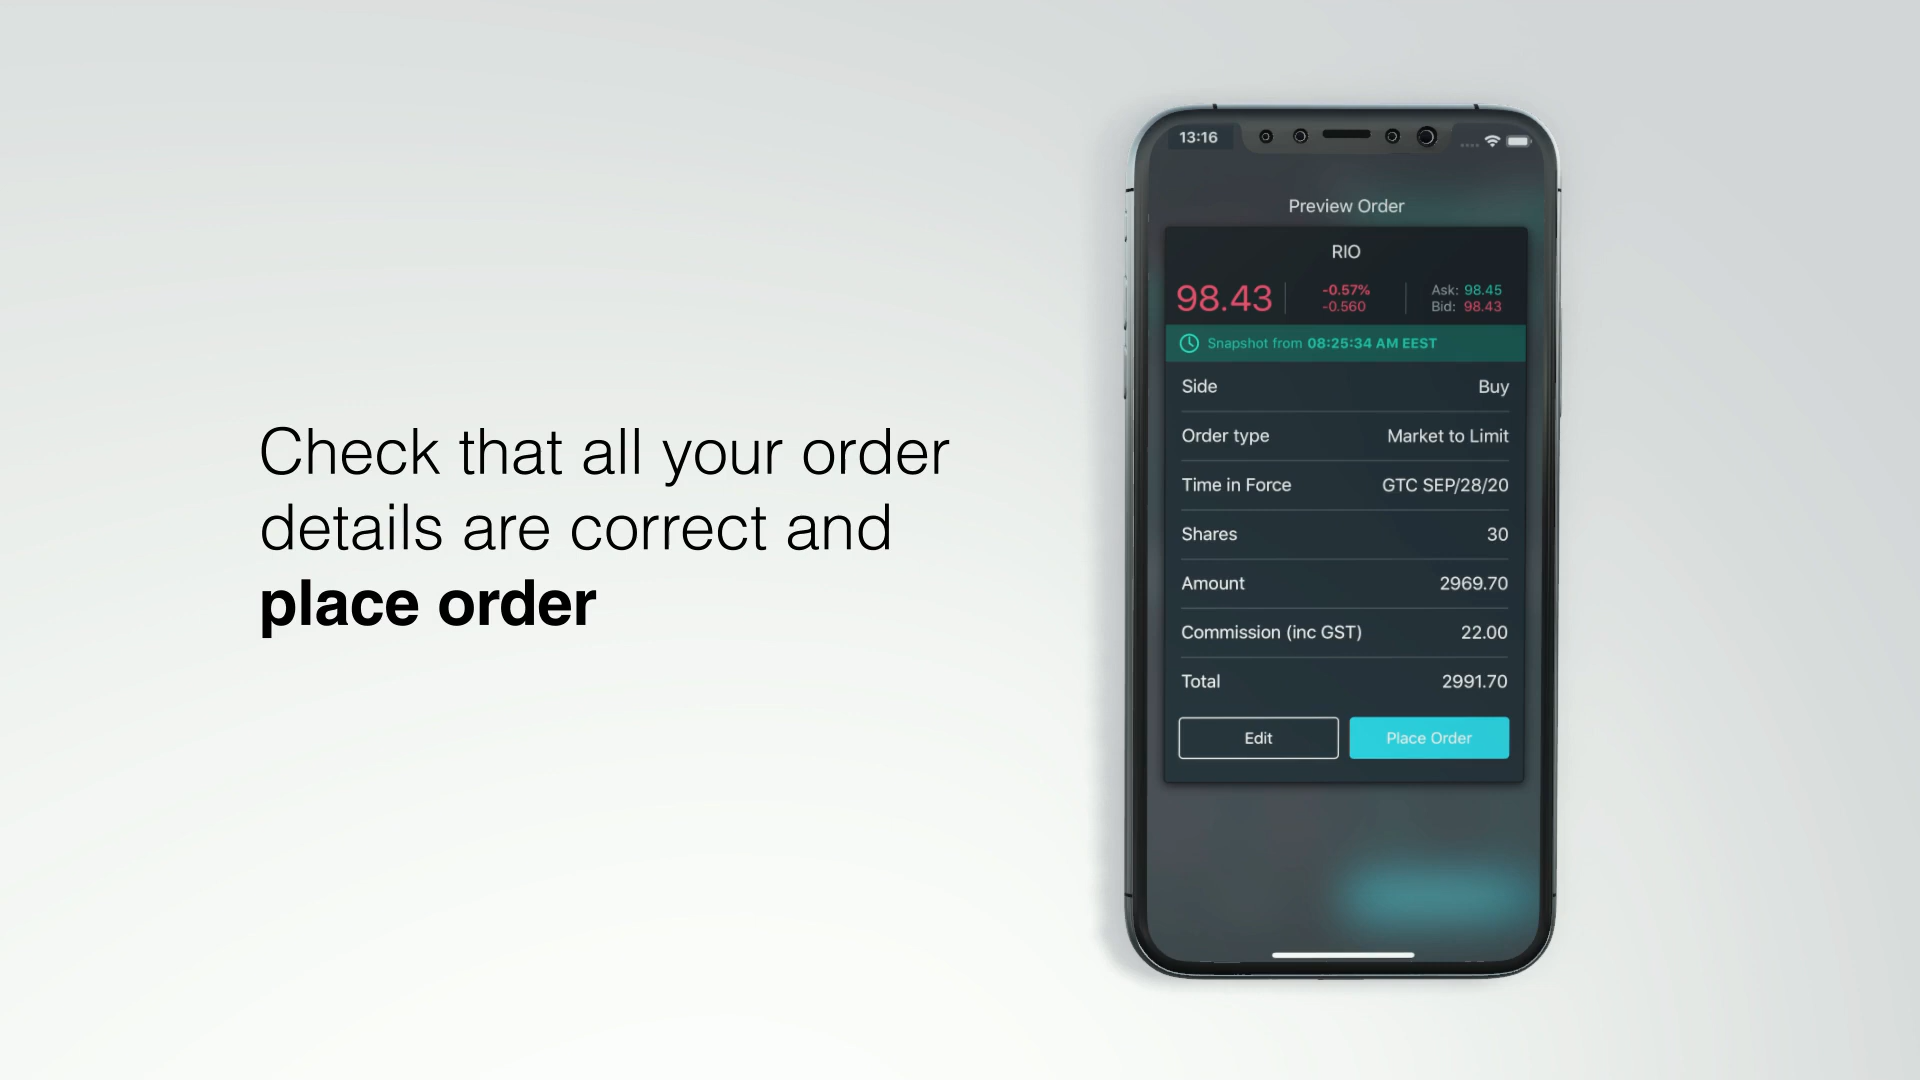 Check that all your order
details are correct and
place order
13:16
Preview Order
RIO
98.43
-0.57%
-0.560
Ask: 98.45
Bid: 98.43
Snapshot from 08:25:34 AM EEST
Side Buy
Order type Market to Limit
Time in Force GTC SEP/28/20
Shares 30
Amount 2969.70
Commission (inc GST) 22.00
Total 2991.70
Edit Place Order